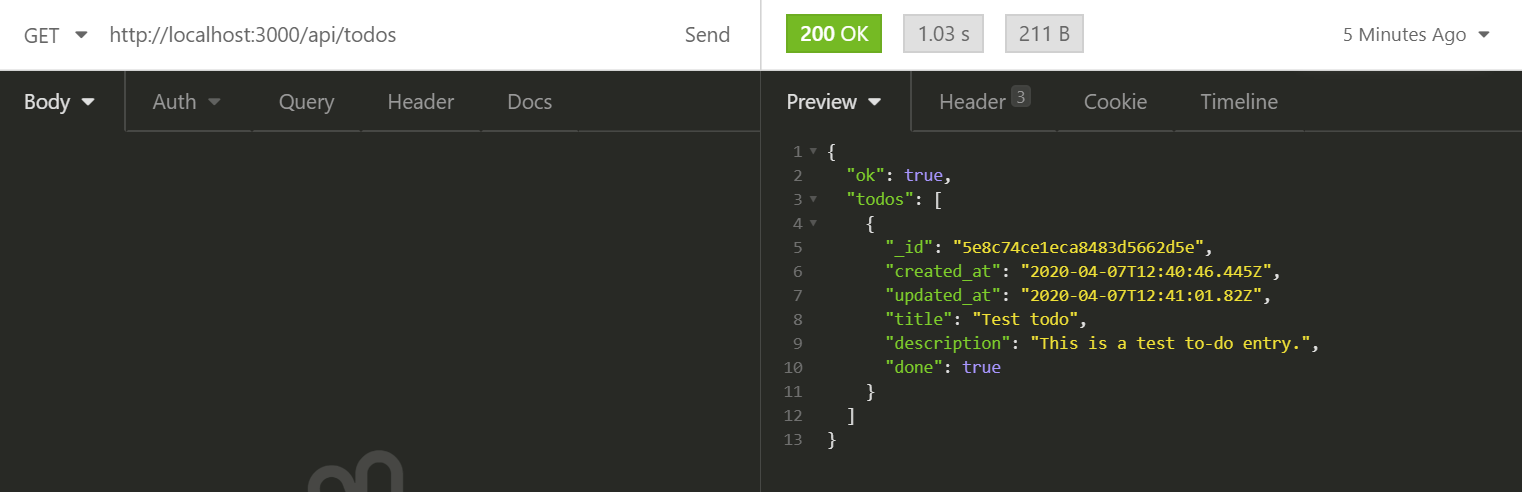 GET http://localhost:3000/api/todos Send
200 OK 1.03 s 211 B 5 Minutes Ago
Body Auth Query Header Docs
Preview Header 3 Cookie Timeline
1 {
2 "ok": true,
3 "todos": [
4 {
5 "_id": "5e8c74ce1eca8483d5662d5e",
6 "created_at": "2020-04-07T12:40:46.445Z",
7 "updated_at": "2020-04-07T12:41:01.82Z",
8 "title": "Test todo",
9 "description": "This is a test to-do entry.",
10 "done": true
11 }
12 ]
13 }